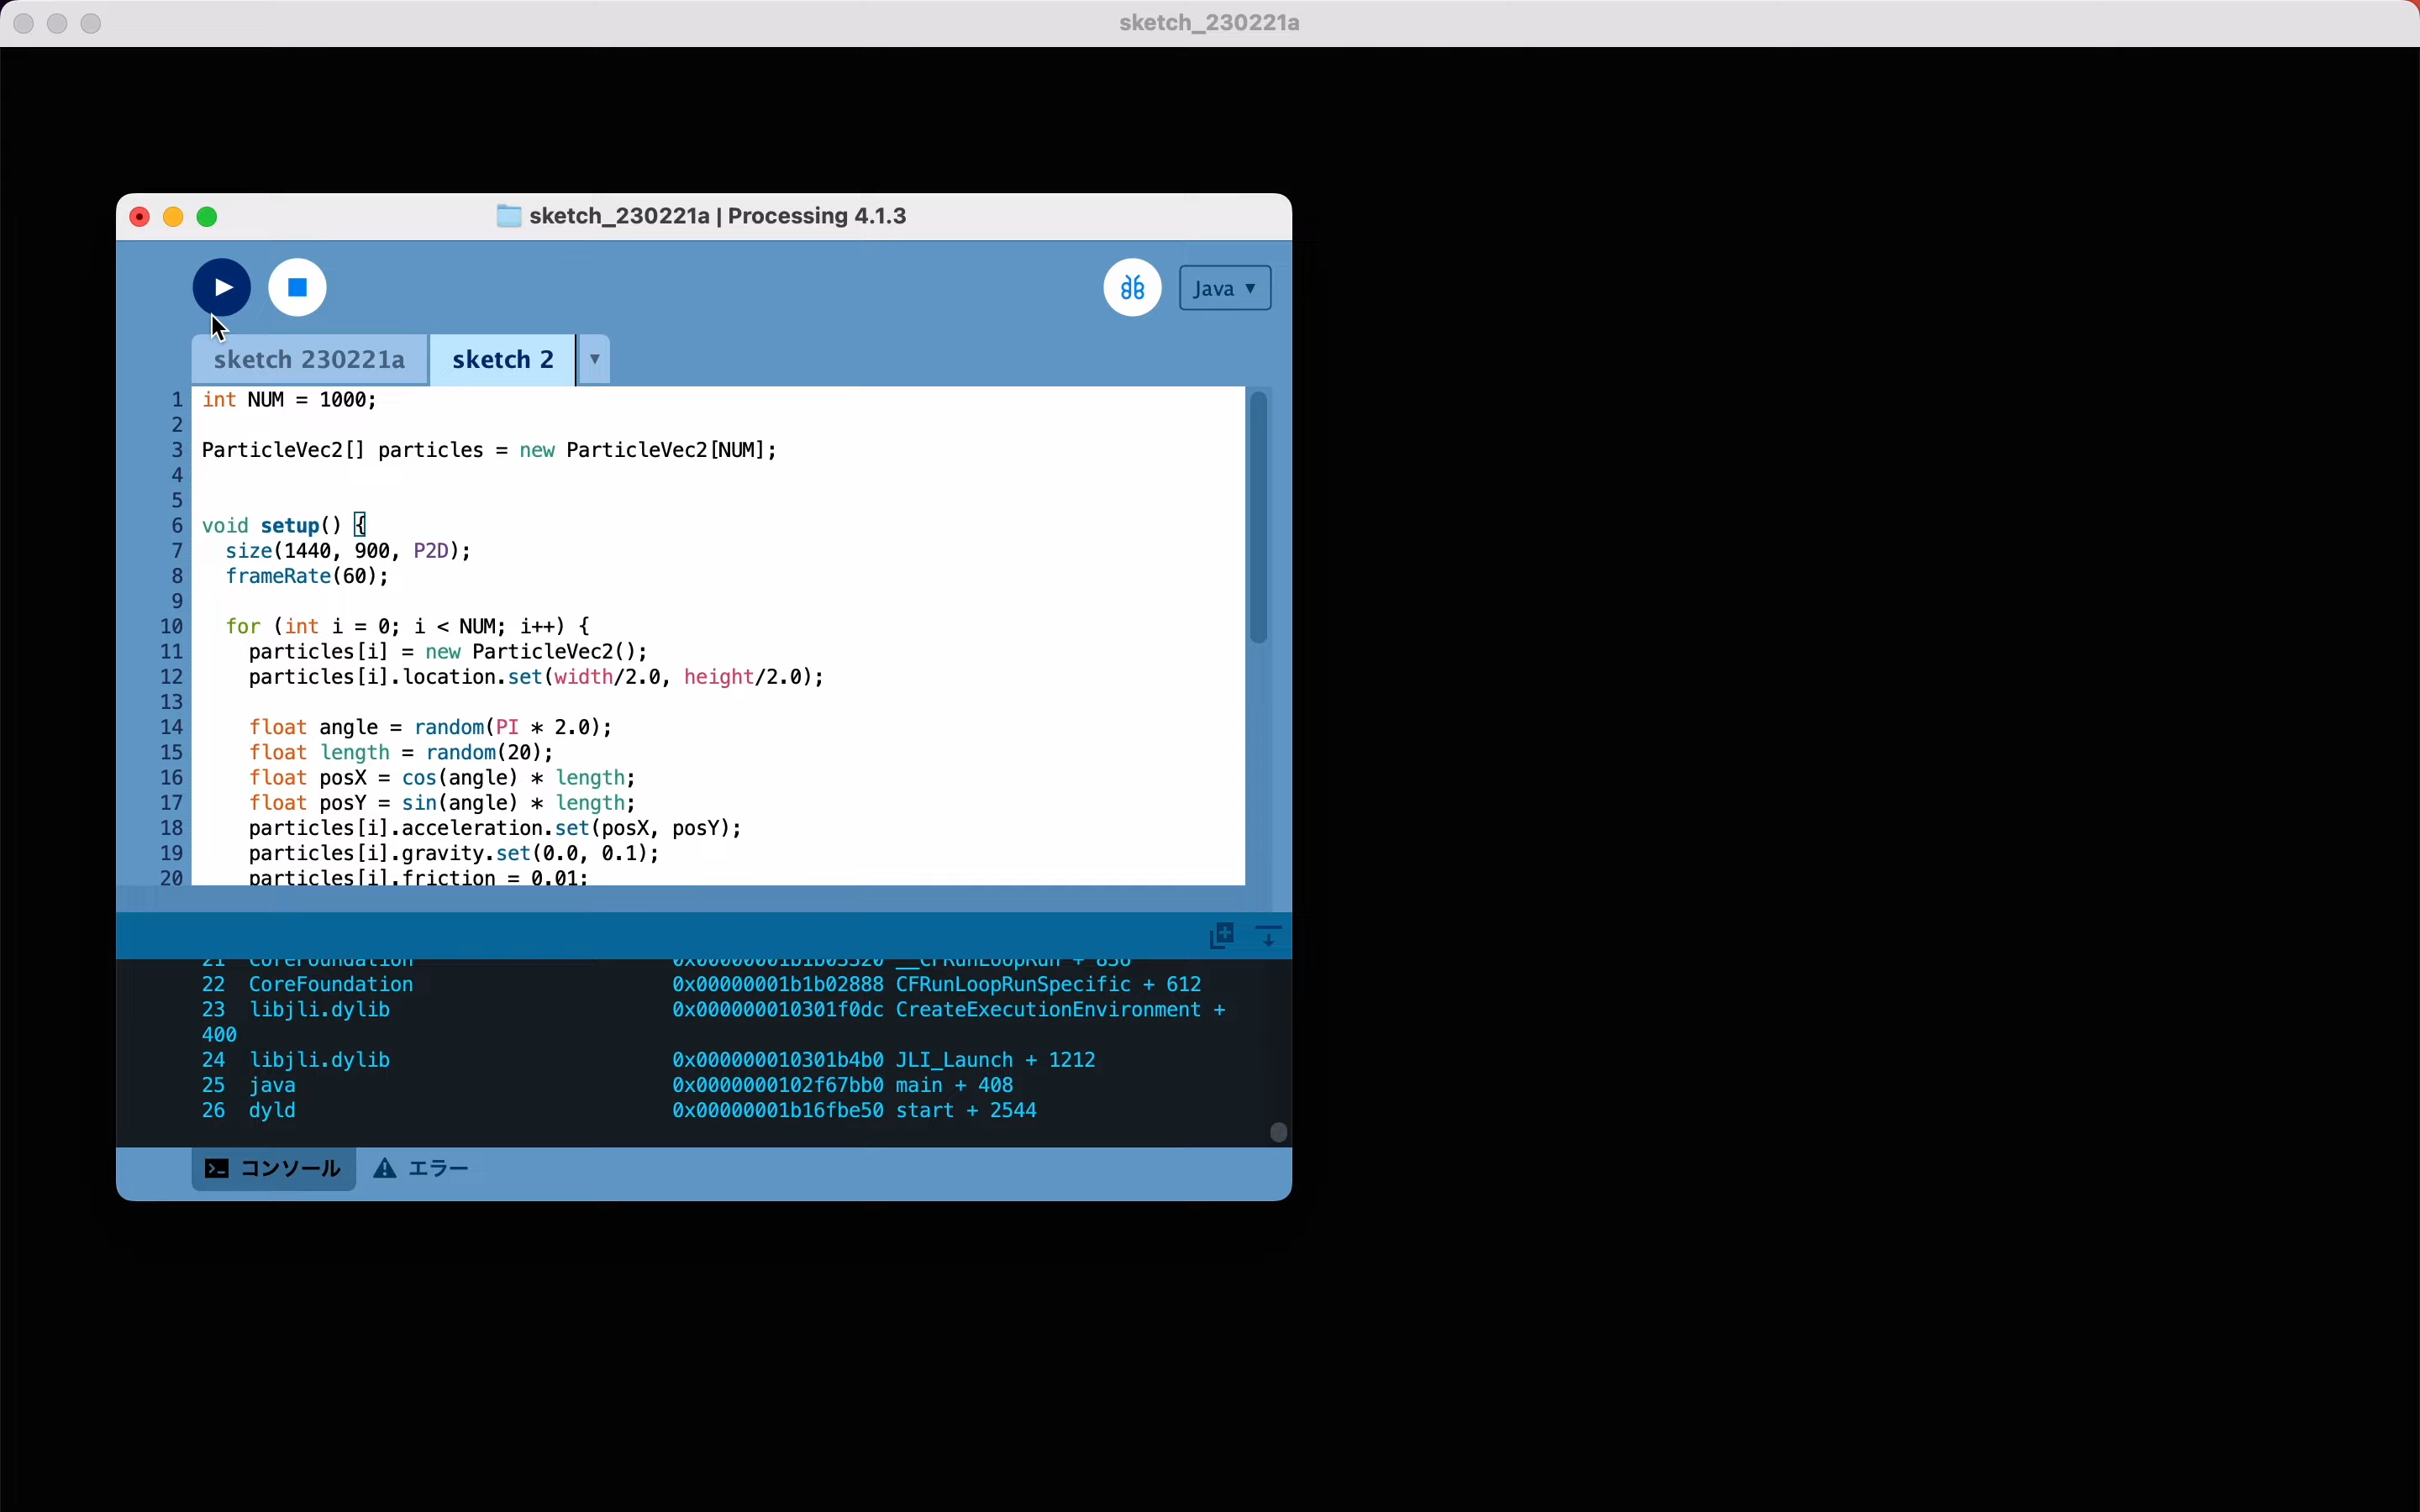 sketch_230221a
sketch_230221a | Processing 4.1.3
Java ▼
sketch 230221a sketch 2 ▼
1 int NUM = 1000;
2
3 ParticleVec2[] particles = new ParticleVec2[NUM];
4
5
6 void setup() {
7 size(1440, 900, P2D);
8 frameRate(60);
9
10 for (int i = 0; i < NUM; i++) {
11 particles[i] = new ParticleVec2();
12 particles[i].location.set(width/2.0, height/2.0);
13
14 float angle = random(PI * 2.0);
15 float length = random(20);
16 float posX = cos(angle) * length;
17 float posY = sin(angle) * length;
18 particles[i].acceleration.set(posX, posY);
19 particles[i].gravity.set(0.0, 0.1);
20 particles[i].friction = 0.01;
21 CoreFoundation 0x00000001b1b03320 __CFRunLoopRun + 836
22 CoreFoundation 0x00000001b1b02888 CFRunLoopRunSpecific + 612
23 libjli.dylib 0x000000010301f0dc CreateExecutionEnvironment +
400
24 libjli.dylib 0x000000010301b4b0 JLI_Launch + 1212
25 java 0x0000000102f67bb0 main + 408
26 dyld 0x00000001b16fbe50 start + 2544
コンソール エラー